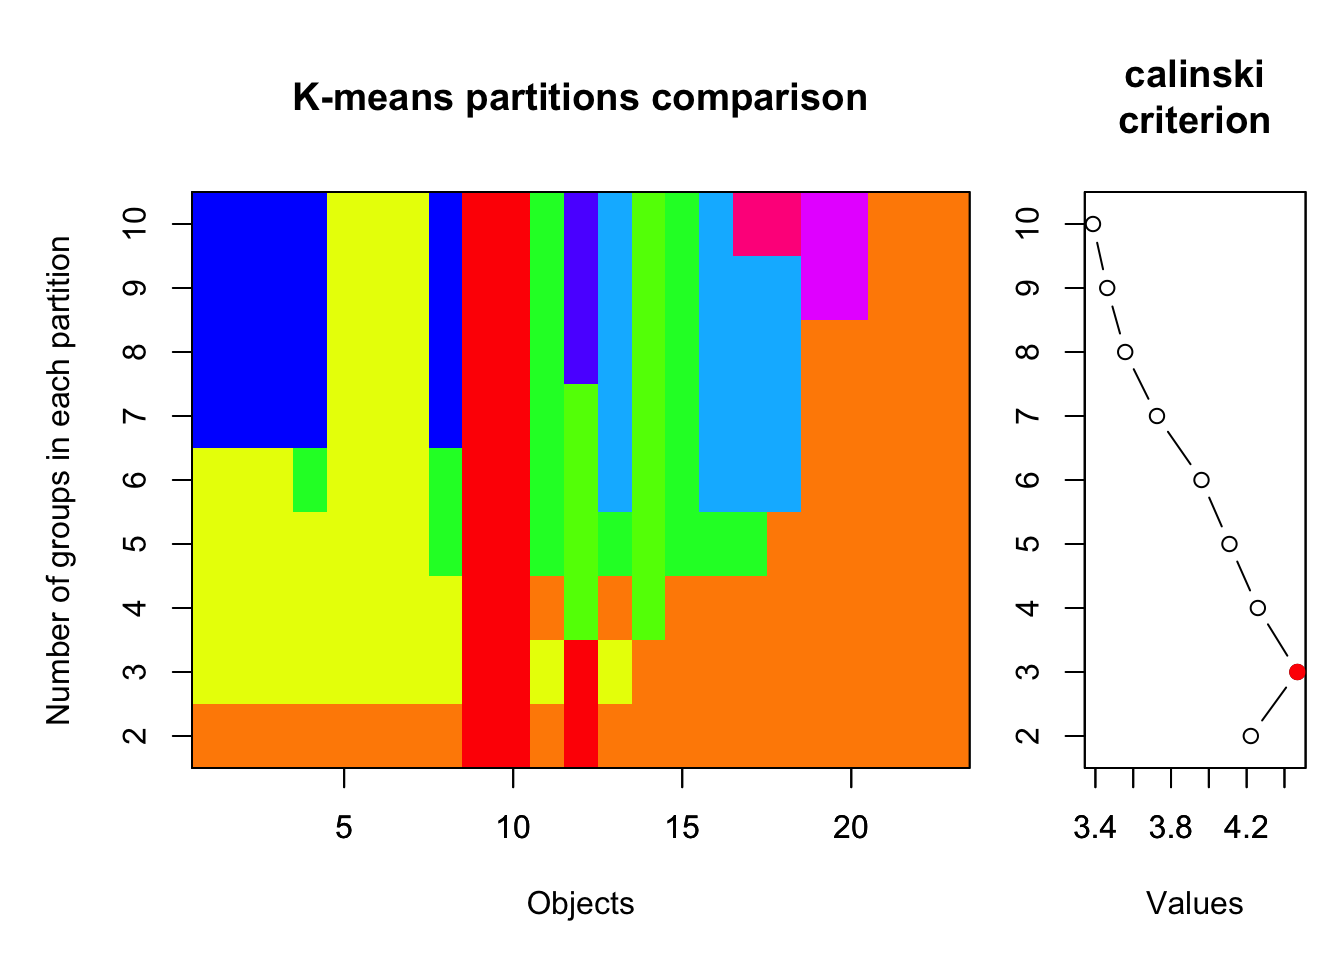 K-means partitions comparison
calinski
criterion
Number of groups in each partition
10
9
8
7
6
5
4
3
2
5 10 15 20
Objects
10
9
8
7
6
5
4
3
2
3.4 3.8 4.2
Values